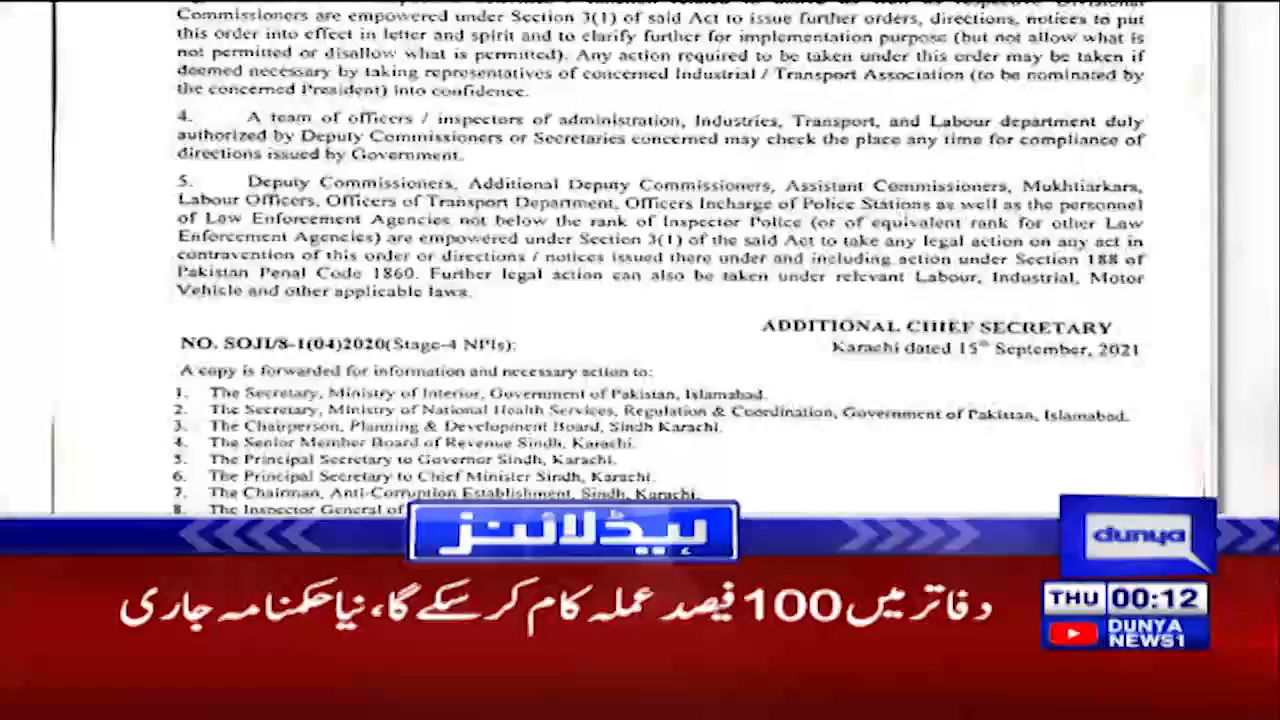 Commissioners are empowered under Section 3(1) of said Act to issue further orders, directions, notices to put
this order into effect in letter and spirit and to clarify further for implementation purpose (but not allow what is
not permitted or disallow what is permitted). Any action required to be taken under this order may be taken if
deemed necessary by taking representatives of concerned Industrial / Transport Association (to be nominated by
the concerned President) into confidence.
4. A team of officers / inspectors of administration, Industries, Transport, and Labour department duly
authorized by Deputy Commissioners or Secretaries concerned may check the place any time for compliance of
directions issued by Government.
5. Deputy Commissioners, Additional Deputy Commissioners, Assistant Commissioners, Mukhtiarkars,
Labour Officers, Officers of Transport Department, Officers Incharge of Police Stations as well as the personnel
of Law Enforcement Agencies not below the rank of Inspector Police (or of equivalent rank for other Law
Enforcement Agencies) are empowered under Section 3(1) of the said Act to take any legal action on any act in
contravention of this order or directions / notices issued there under and including action under Section 188 of
Pakistan Penal Code 1860. Further legal action can also be taken under relevant Labour, Industrial, Motor
Vehicle and other applicable laws.
ADDITIONAL CHIEF SECRETARY
NO. SOJI/8-1(04)2020(Stage-4 NPIs): Karachi dated 15th September, 2021
A copy is forwarded for information and necessary action to:
1. The Secretary, Ministry of Interior, Government of Pakistan, Islamabad.
2. The Secretary, Ministry of National Health Services, Regulation & Coordination, Government of Pakistan, Islamabad.
3. The Chairperson, Planning & Development Board, Sindh Karachi.
4. The Senior Member Board of Revenue Sindh, Karachi.
5. The Principal Secretary to Governor Sindh, Karachi.
6. The Principal Secretary to Chief Minister Sindh, Karachi.
7. The Chairman, Anti-Corruption Establishment, Sindh, Karachi.
8. The Inspector General of
ہیڈلائنز
dunya
دفاتر میں 100 فیصد عملہ کام کر سکے گا، نیا حکمنامہ جاری
THU 00:12
DUNYA
NEWS1